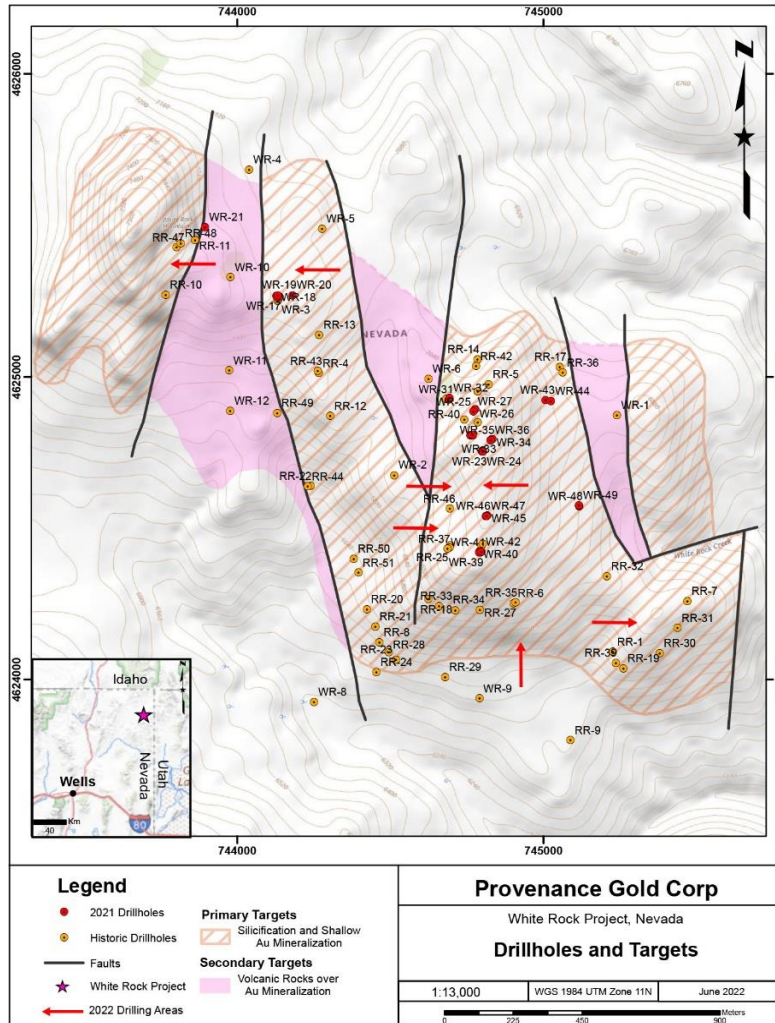 744000
745000
4626000
4625000
4624000
Z
WR-4
WR-5
WR-21
RR-48
RR-47
RR-11
WR-10
RR-10
WR-19
WR-20
WR-18
WR-17
WR-3
RR-13
NEVADA
RR-14
RR-42
RR-17
RR-36
WR-11
RR-43
RR-4
WR-6
RR-5
WR-31
WR-32
WR-25
WR-27
WR-43
WR-44
WR-12
RR-49
RR-12
RR-40
WR-26
WR-1
WR-35
WR-36
WR-34
WR-33
WR-23
WR-24
WR-2
RR-22
RR-44
RR-46
WR-46
WR-47
WR-45
WR-48
WR-49
RR-37
WR-41
WR-42
RR-25
WR-40
WR-39
White Rock Creek
RR-50
RR-51
RR-32
RR-20
RR-33
RR-35
RR-6
RR-34
RR-18
RR-27
RR-7
RR-21
RR-31
RR-8
RR-28
RR-23
RR-24
RR-1
RR-30
RR-39
RR-19
RR-29
WR-8
WR-9
RR-9
Idaho
Nevada
Utah
Wells
80
Km
40
744000
745000
Legend
2021 Drillholes
Historic Drillholes
Faults
White Rock Project
2022 Drilling Areas
Primary Targets
Silicification and Shallow
Au Mineralization
Secondary Targets
Volcanic Rocks over
Au Mineralization
Provenance Gold Corp
White Rock Project, Nevada
Drillholes and Targets
1:13,000
WGS 1984 UTM Zone 11N
June 2022
Meters
0 225 450 900